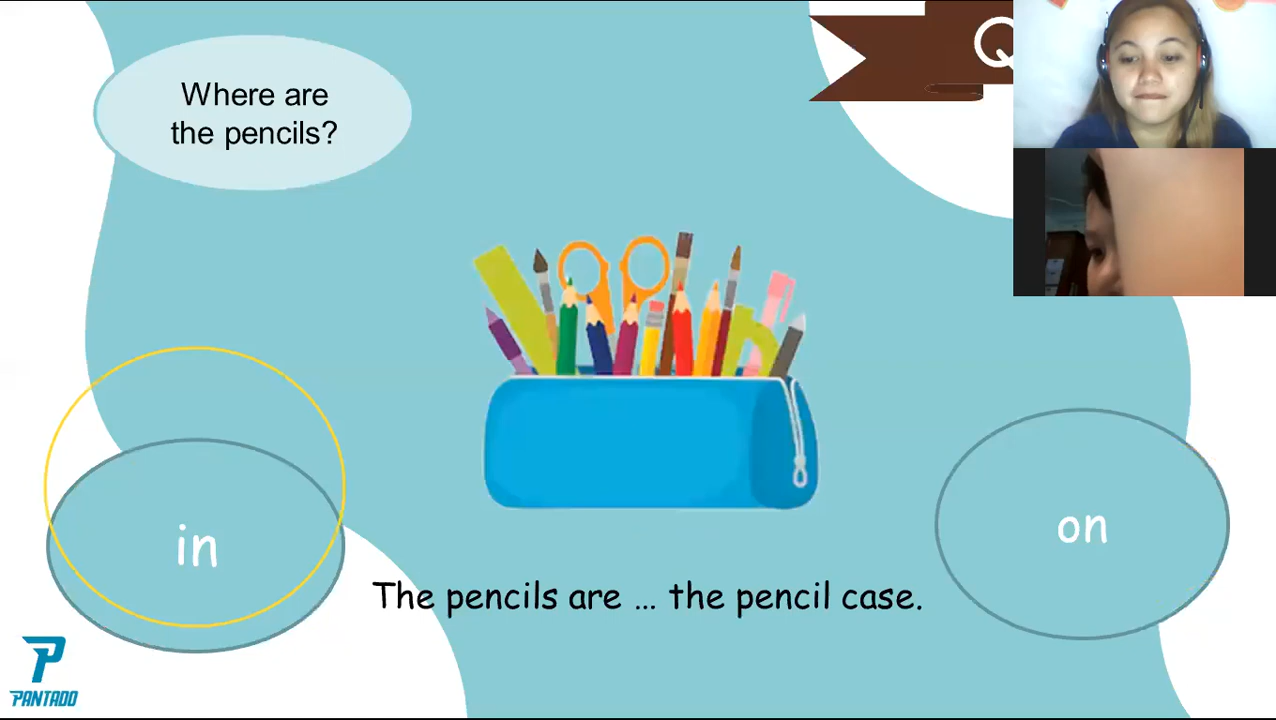 Where are
the pencils?
Q
in
on
The pencils are ... the pencil case.
PANTADO